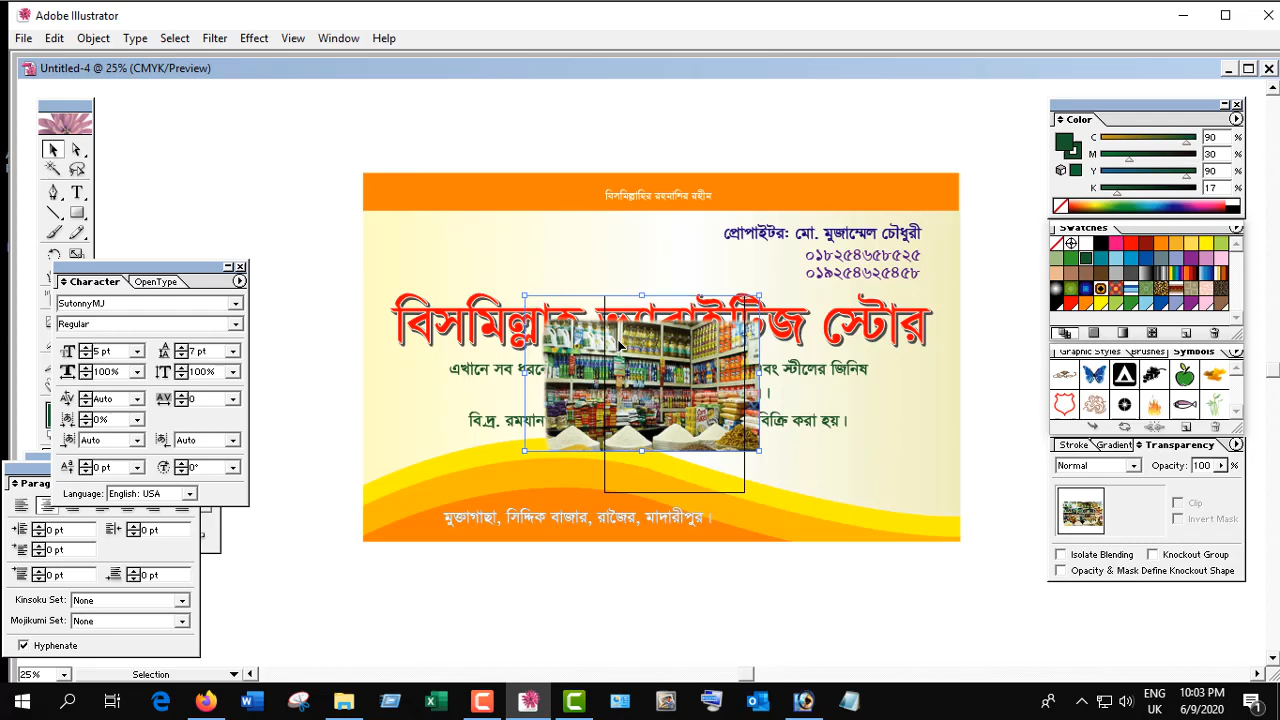 Adobe Illustrator
File Edit Object Type Select Filter Effect View Window Help
Untitled-4 @ 25% (CMYK/Preview)
Color
C 90 %
M 30 %
Y 90 %
K 17 %
বিসমিল্লাহির রহমাণির রহীম
প্রোপাইটর: মো. মুজাম্মেল চৌধুরী
০১৮২৫৪৬৫৮৫২৫
০১৯২৫৪৬২৫৪৫৮
Swatches
Character OpenType
SutonnyMJ
Regular
5 pt 7 pt
100% 100%
Auto 0
0%
Auto Auto
0 pt 0°
Language: English: USA
বিসমিল্লাহ স্টোর
এখানে সব ধরনে এবং স্টীলের জিনিষ
।
বি.দ্র. রমযান বিক্রি করা হয়।
Graphic Styles Brushes Symbols
Stroke Gradient Transparency
Normal Opacity: 100 %
Clip
Invert Mask
Isolate Blending Knockout Group
Opacity & Mask Define Knockout Shape
মুক্তাগাছা, সিদ্দিক বাজার, রাজৈর, মাদারীপুর।
Parag
0 pt 0 pt
0 pt
0 pt 0 pt
Kinsoku Set: None
Mojikumi Set: None
Hyphenate
25% Selection
ENG
UK
10:03 PM
6/9/2020
1